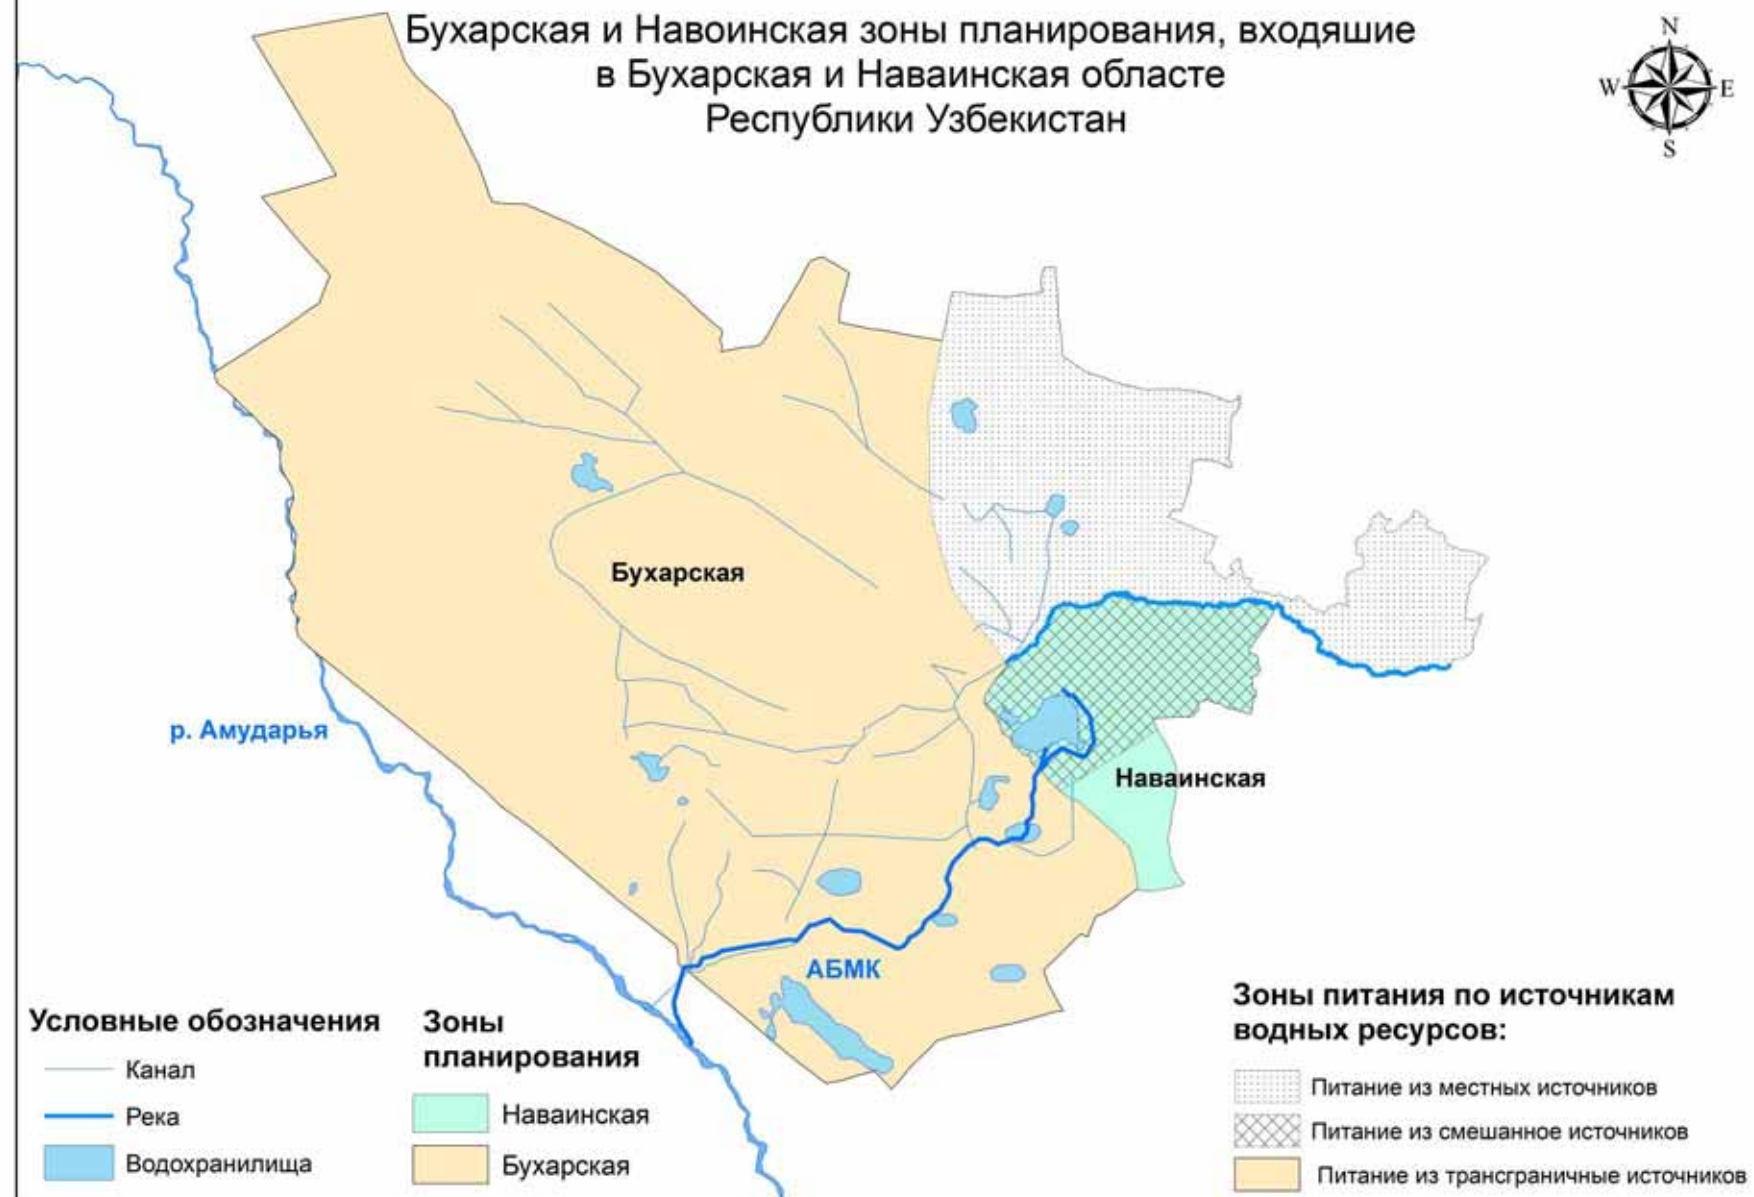 Бухарская и Навоинская зоны планирования, входяшие
в Бухарская и Наваинская областе
Республики Узбекистан
N
W
E
S
Бухарская
р. Амударья
Наваинская
АБМК
Условные обозначения
Канал
Река
Водохранилища
Зоны
планирования
Наваинская
Бухарская
Зоны питания по источникам
водных ресурсов:
Питание из местных источников
Питание из смешанное источников
Питание из трансграничные источников